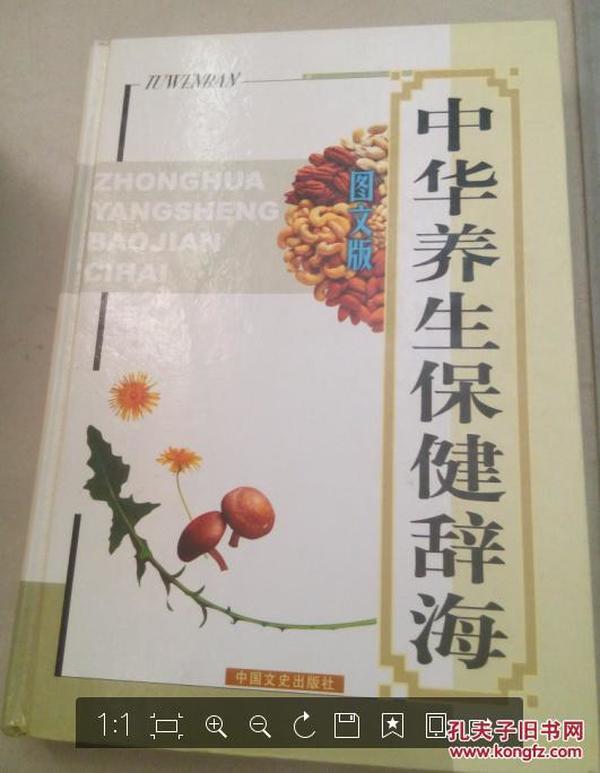 TUWENBAN
ZHONGHUA
YANGSHENG
BAOJIAN
CIHAI
图文版
中华养生保健辞海
中国文史出版社
1:1
孔夫子旧书网
www.kongfz.com